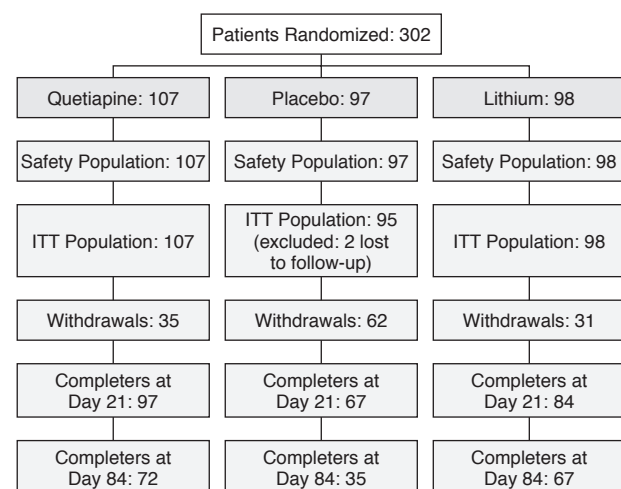 Patients Randomized: 302
Quetiapine: 107
Placebo: 97
Lithium: 98
Safety Population: 107
Safety Population: 97
Safety Population: 98
ITT Population: 107
ITT Population: 95
(excluded: 2 lost
to follow-up)
ITT Population: 98
Withdrawals: 35
Withdrawals: 62
Withdrawals: 31
Completers at
Day 21: 97
Completers at
Day 21: 67
Completers at
Day 21: 84
Completers at
Day 84: 72
Completers at
Day 84: 35
Completers at
Day 84: 67